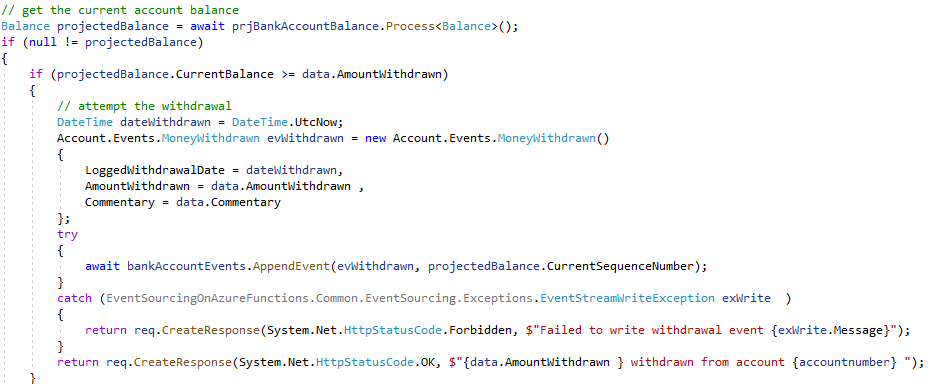 // get the current account balance
Balance projectedBalance = await prjBankAccountBalance.Process<Balance>();
if (null != projectedBalance)
{
    if (projectedBalance.CurrentBalance >= data.AmountWithdrawn)
    {
        // attempt the withdrawal
        DateTime dateWithdrawn = DateTime.UtcNow;
        Account.Events.MoneyWithdrawn evWithdrawn = new Account.Events.MoneyWithdrawn()
        {
            LoggedWithdrawalDate = dateWithdrawn,
            AmountWithdrawn = data.AmountWithdrawn ,
            Commentary = data.Commentary
        };
        try
        {
            await bankAccountEvents.AppendEvent(evWithdrawn, projectedBalance.CurrentSequenceNumber);
        }
        catch (EventSourcingOnAzureFunctions.Common.EventSourcing.Exceptions.EventStreamWriteException exWrite  )
        {
            return req.CreateResponse(System.Net.HttpStatusCode.Forbidden, $"Failed to write withdrawal event {exWrite.Message}");
        }
        return req.CreateResponse(System.Net.HttpStatusCode.OK, $"{data.AmountWithdrawn } withdrawn from account {accountnumber} ");
    }